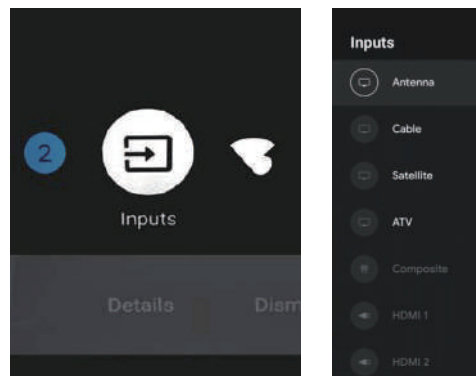 2
Inputs
Details
Dism
Inputs
Antenna
Cable
Satellite
ATV
Composite
HDMI 1
HDMI 2